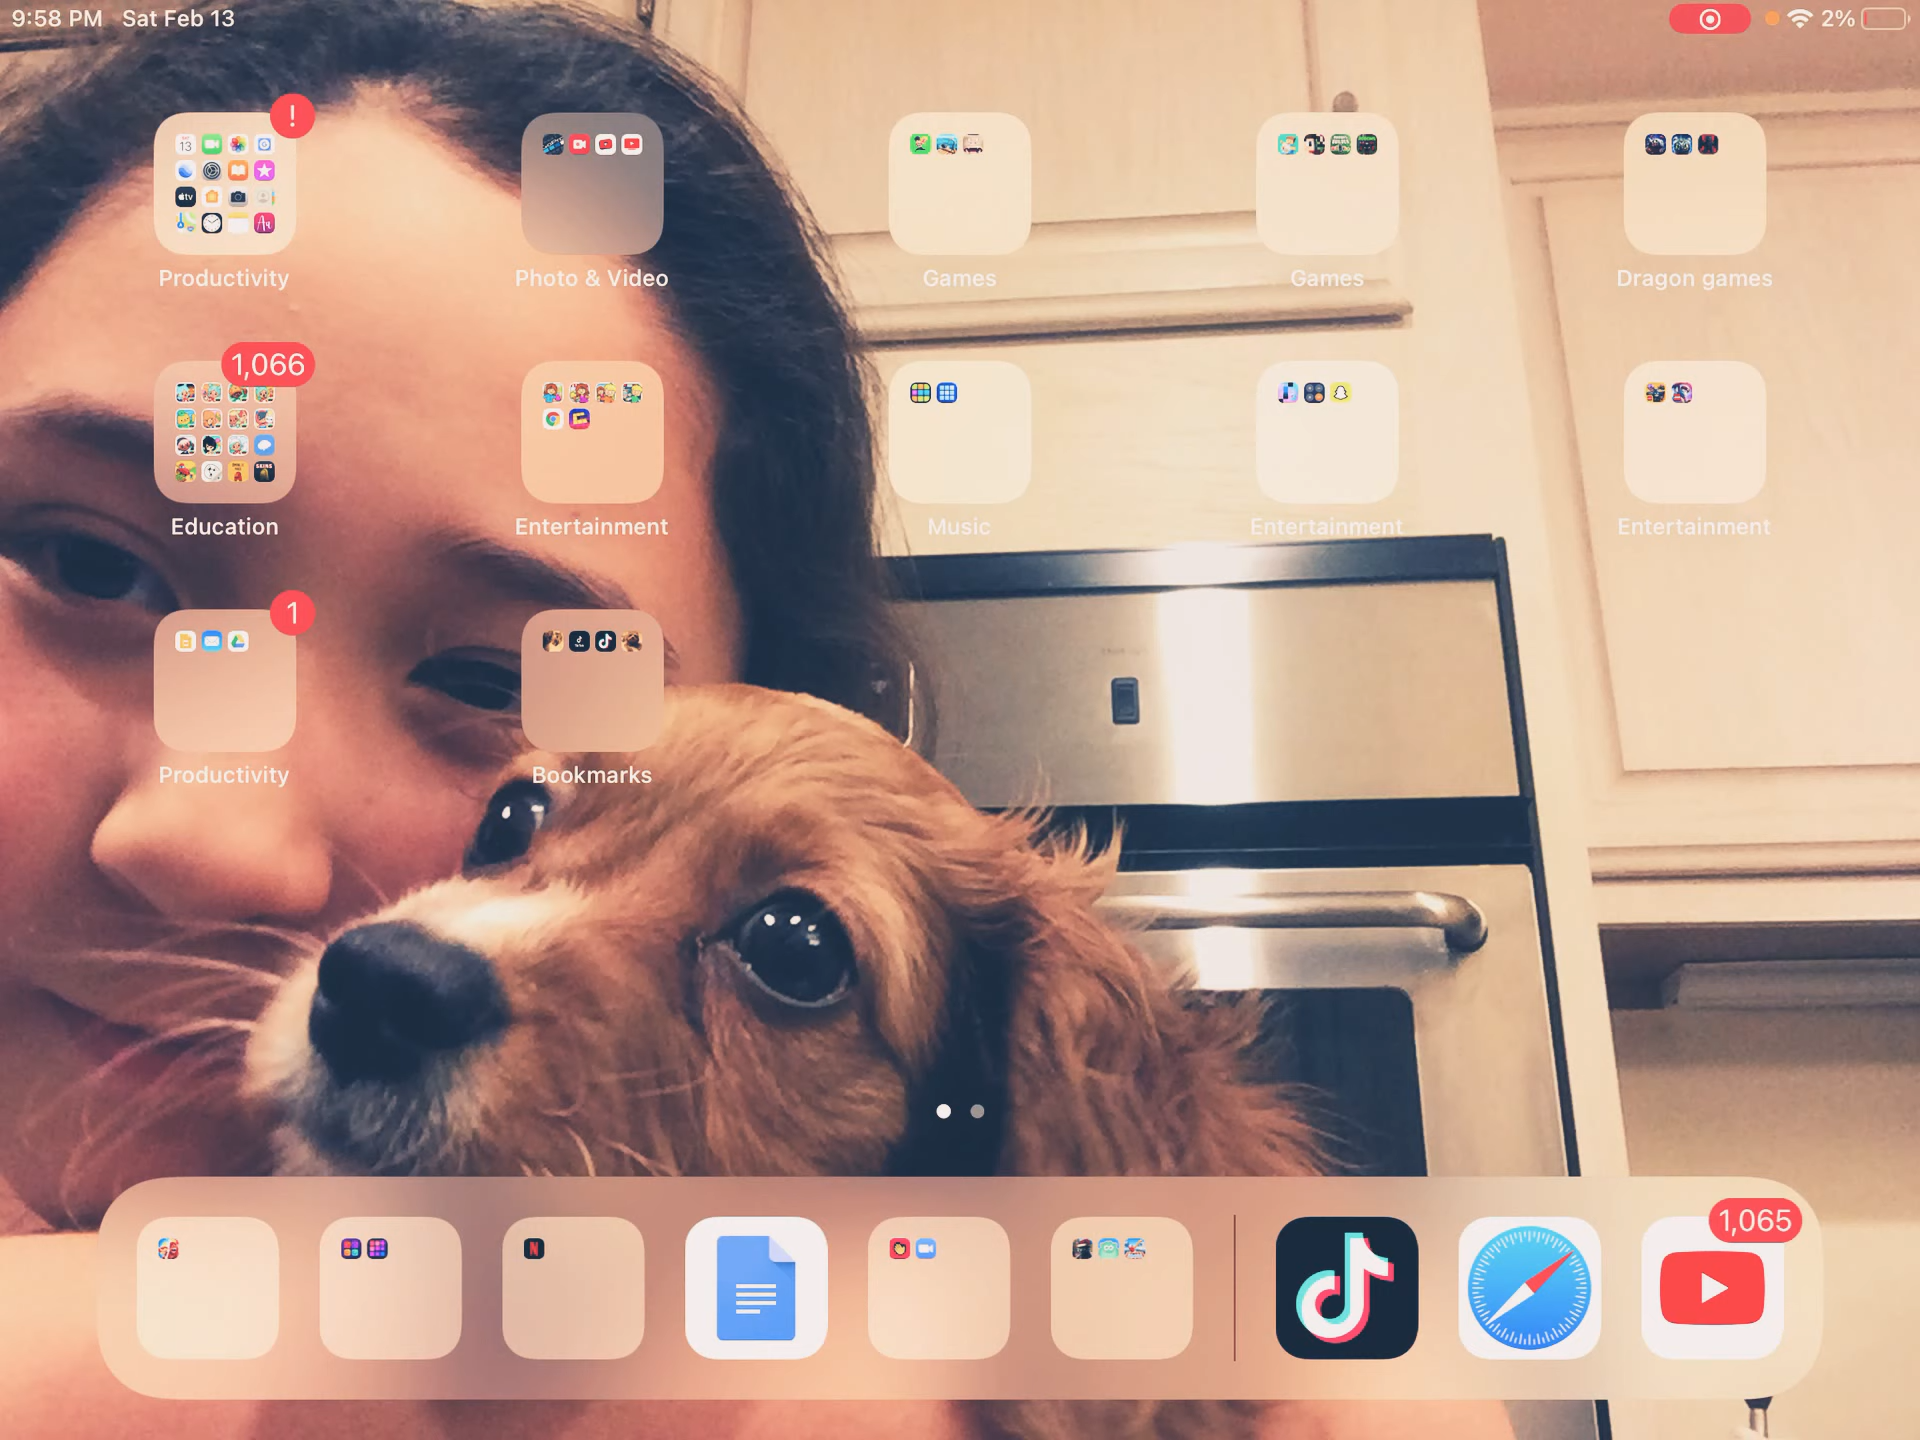 9:58 PM Sat Feb 13
2%
!
Productivity
Photo & Video
Games
Games
Dragon games
1,066
Education
Entertainment
Music
Entertainment
Entertainment
1
Productivity
Bookmarks
1,065